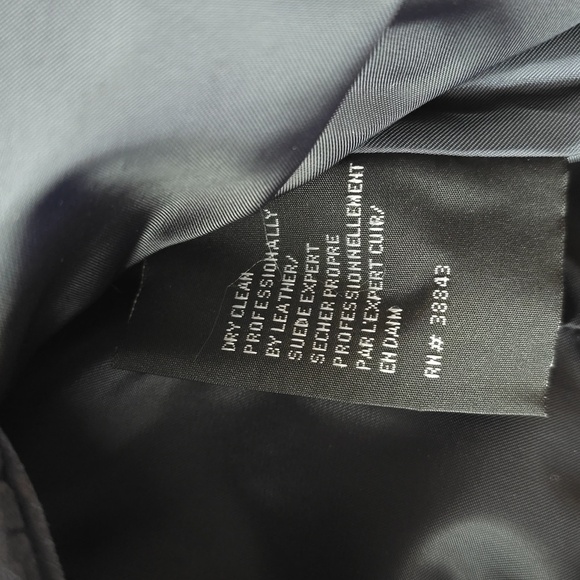 DRY CLEAN
PROFESSIONALLY
BY LEATHER/
SUEDE EXPERT
SECHER PROPRE
PROFESSIONNELLEMENT
PAR L'EXPERT CUIR/
EN DAIM
RN# 38843